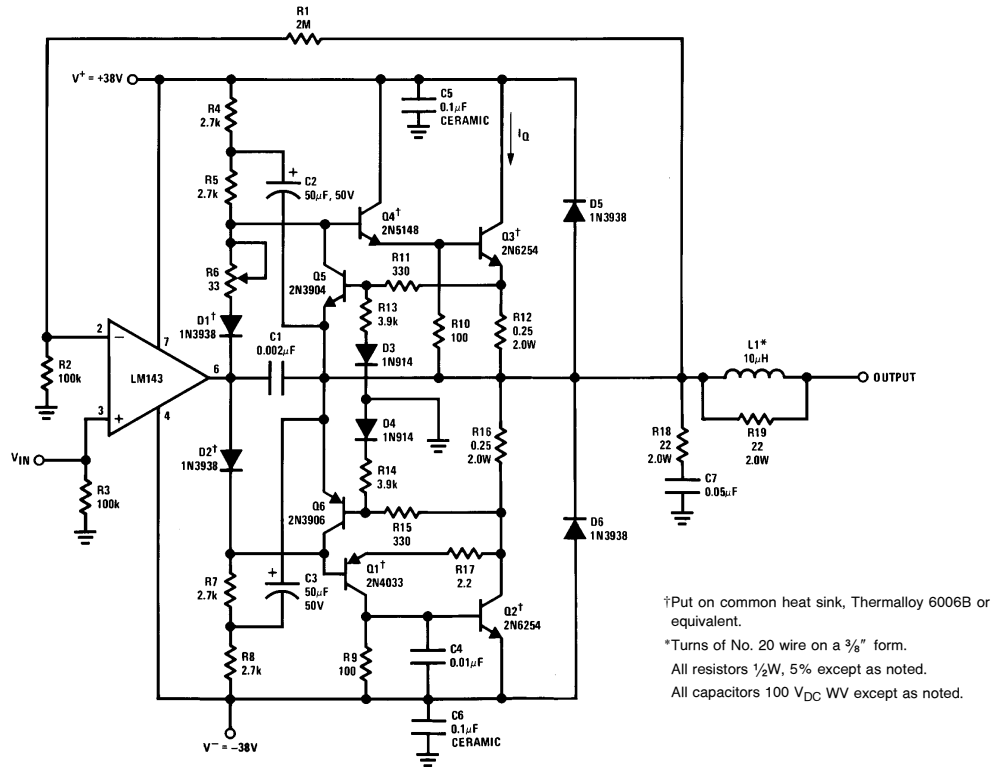 R1
2M
V+ = +38V
R4
2.7k
C5
0.1μF
CERAMIC
IQ
R5
2.7k
C2
50μF, 50V
Q4†
2N5148
D5
1N3938
Q3†
2N6254
R6
33
Q5
2N3904
R11
330
R13
3.9k
R12
0.25
2.0W
D1†
1N3938
C1
0.002μF
R10
100
D3
1N914
L1*
10μH
2
−
7
R2
100k
LM143
6
OUTPUT
3
+
4
D4
1N914
R16
0.25
2.0W
R18
22
2.0W
R19
22
2.0W
VIN
D2†
1N3938
R14
3.9k
C7
0.05μF
R3
100k
Q6
2N3906
R15
330
D6
1N3938
R7
2.7k
C3
50μF
50V
Q1†
2N4033
R17
2.2
Q2†
2N6254
R8
2.7k
R9
100
C4
0.01μF
C6
0.1μF
CERAMIC
V− = −38V
†Put on common heat sink, Thermalloy 6006B or
equivalent.
*Turns of No. 20 wire on a ⅜″ form.
All resistors ½W, 5% except as noted.
All capacitors 100 VDC WV except as noted.